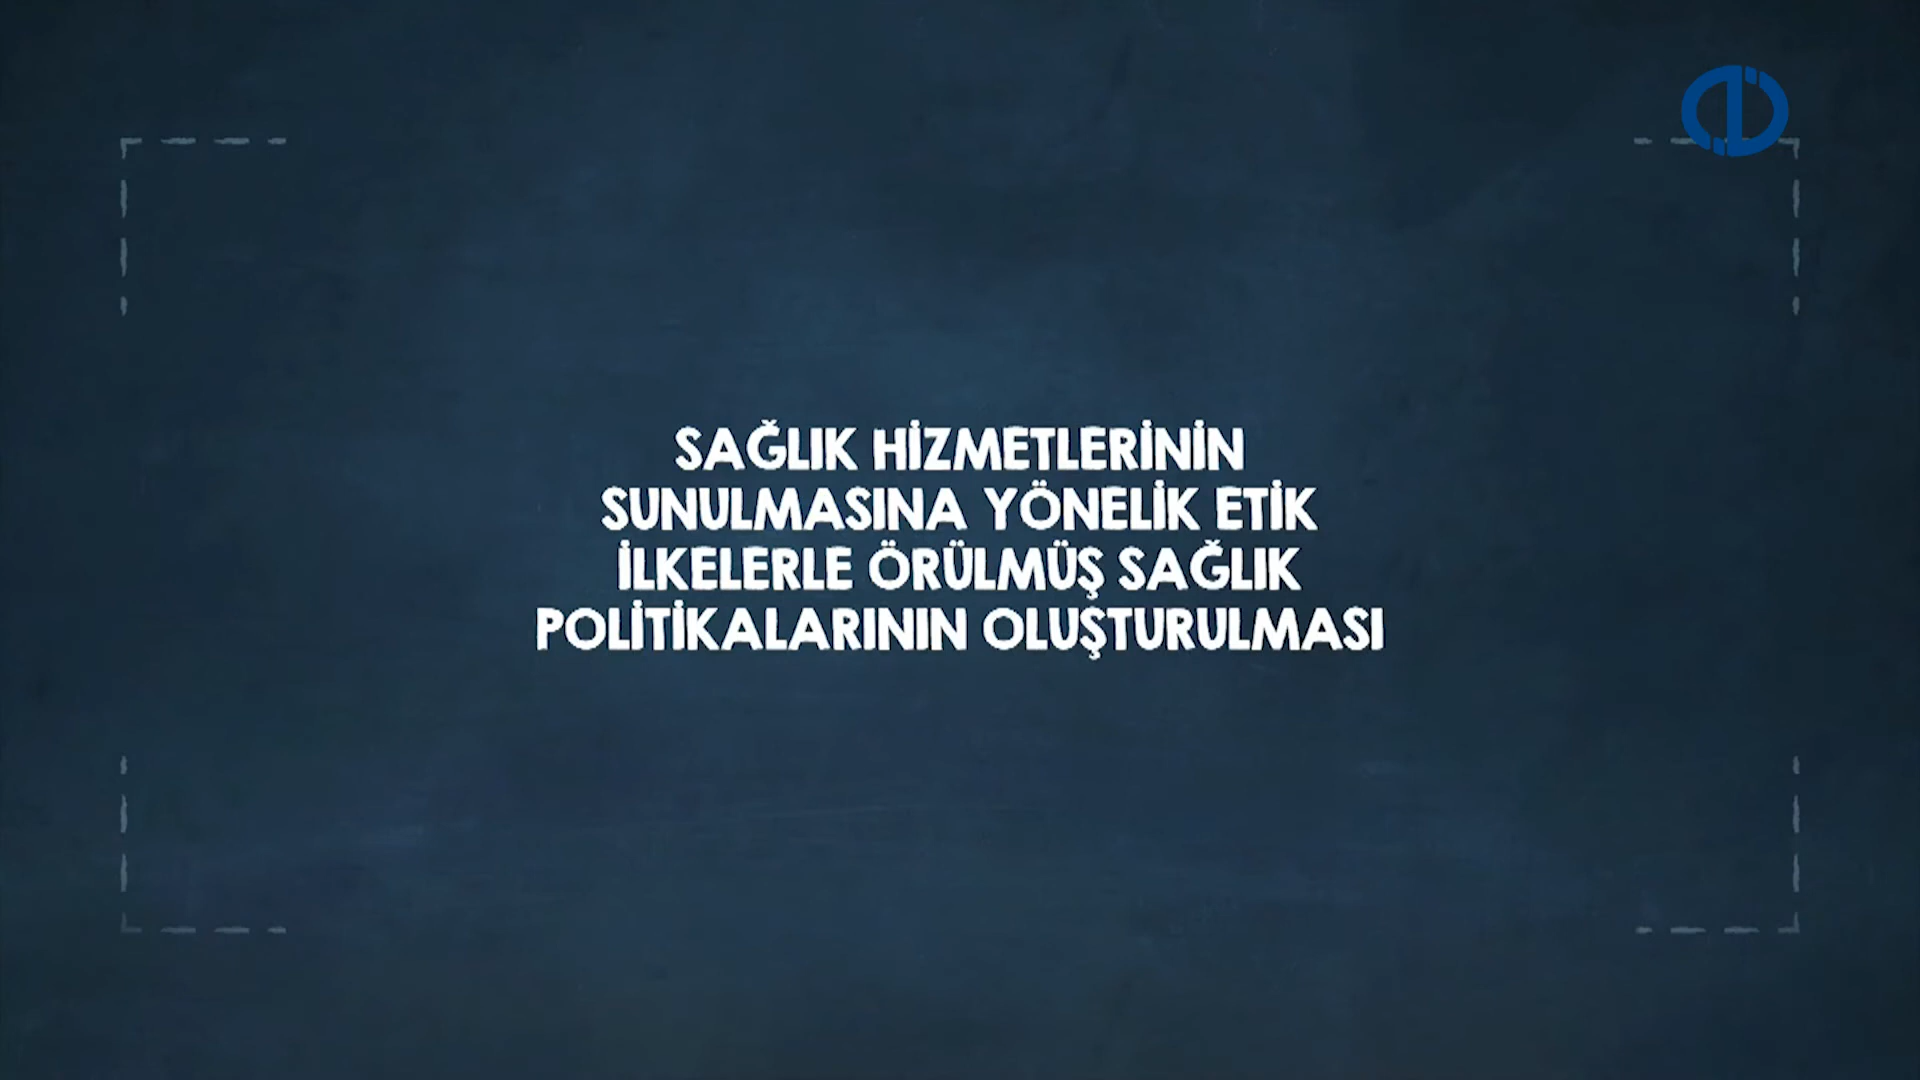 SAĞLIK HİZMETLERİNİN
SUNULMASINA YÖNELİK ETİK
İLKELERLE ÖRÜLMÜŞ SAĞLIK
POLİTİKALARININ OLUŞTURULMASI